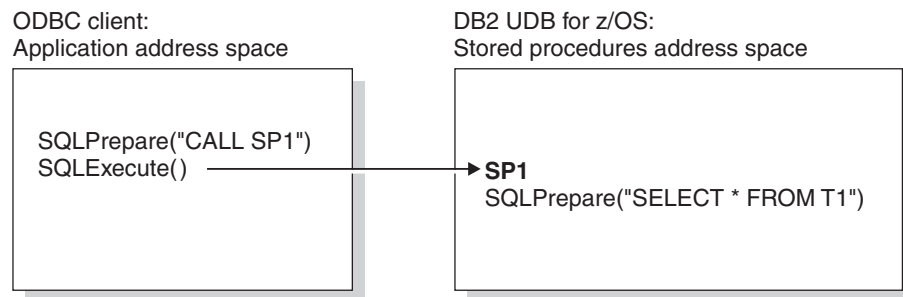 ODBC client:
Application address space
DB2 UDB for z/OS:
Stored procedures address space
SQLPrepare("CALL SP1")
SQLExecute()
SP1
SQLPrepare("SELECT * FROM T1")